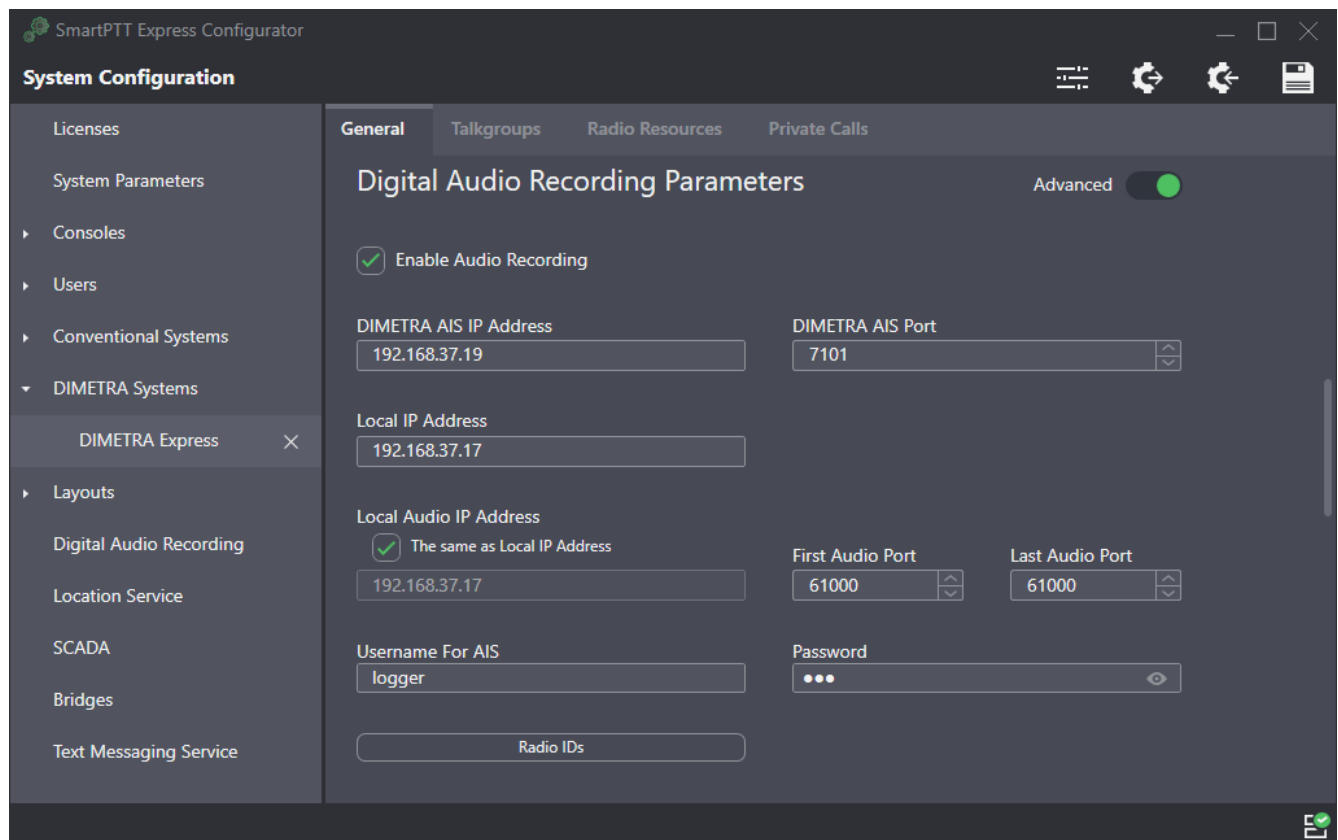 SmartPTT Express Configurator
System Configuration
Licenses
System Parameters
Consoles
Users
Conventional Systems
DIMETRA Systems
DIMETRA Express
Layouts
Digital Audio Recording
Location Service
SCADA
Bridges
Text Messaging Service
General Talkgroups Radio Resources Private Calls
Digital Audio Recording Parameters Advanced
Enable Audio Recording
DIMETRA AIS IP Address DIMETRA AIS Port
192.168.37.19 7101
Local IP Address
192.168.37.17
Local Audio IP Address
The same as Local IP Address First Audio Port Last Audio Port
192.168.37.17 61000 61000
Username For AIS Password
logger •••
Radio IDs